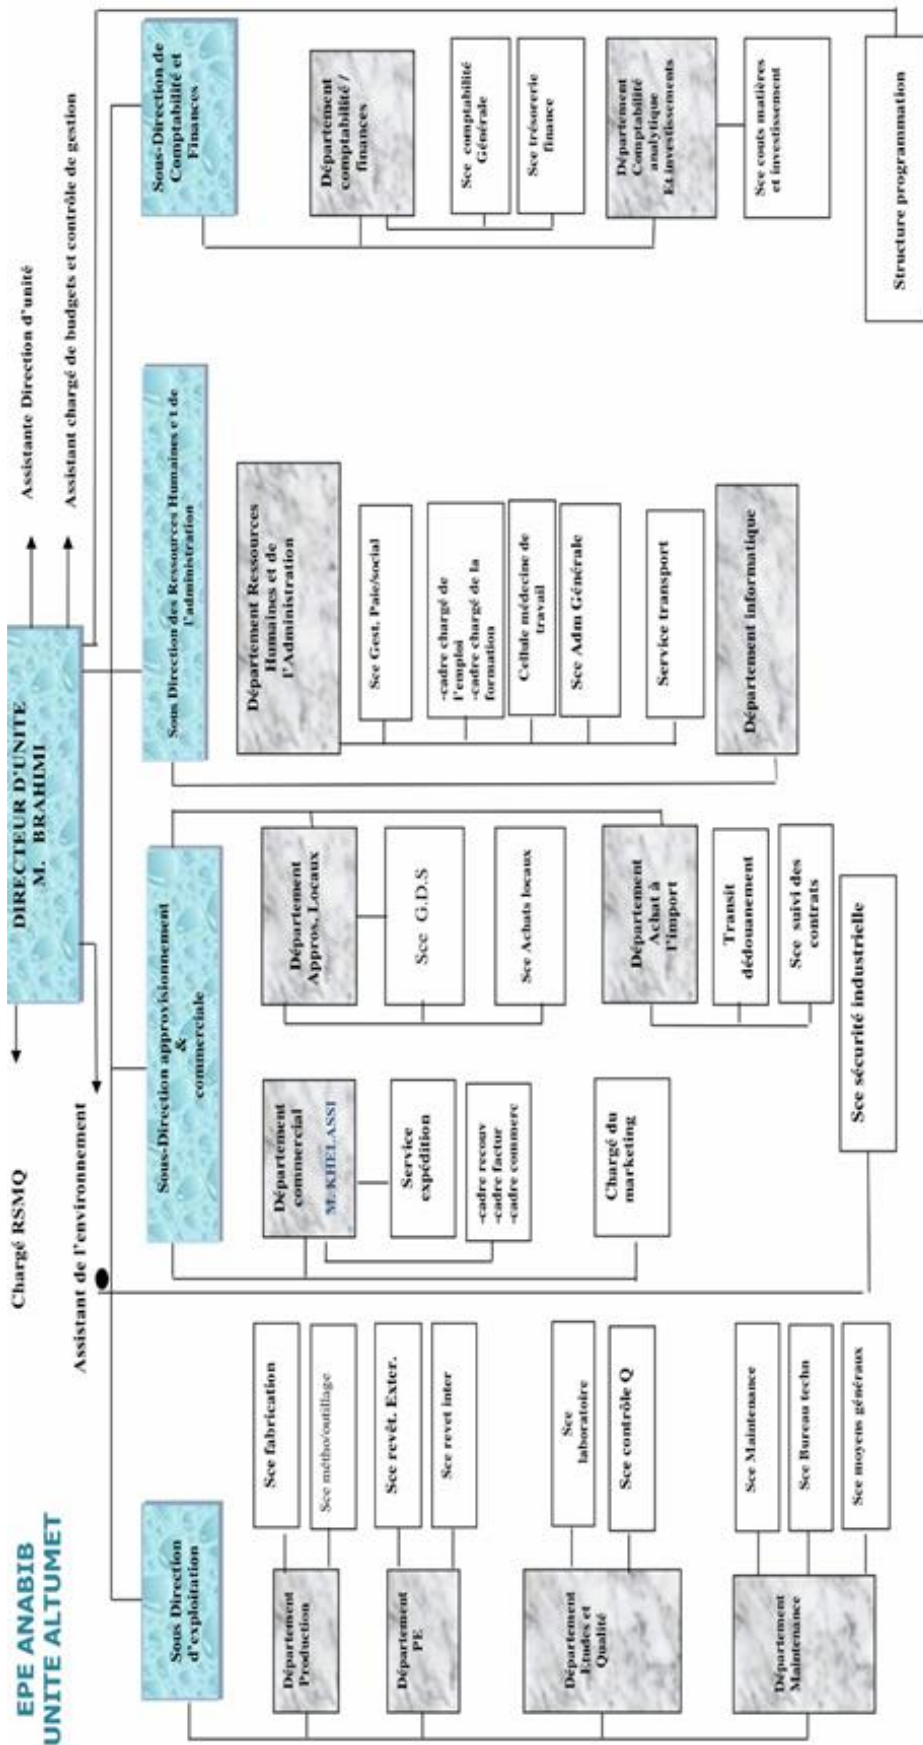 EPE ANABIB
UNITE ALTUMET
DIRECTEUR D'UNITE
M. BRAHIMI
Chargé RSMQ
Assistant de l'environnement
Assistante Direction d'unité
Assistant chargé de budgets et contrôle de gestion
Sous Direction
d'exploitation
Département
Production
Sce fabrication
Sce métho/outillage
Département
PE
Sce revêt. Exter.
Sce revet inter
Département
Etudes et
Qualité
Sce
laboratoire
Sce contrôle Q
Département
Maintenance
Sce Maintenance
Sce Bureau techn
Sce moyens généraux
Sous-Direction approvisionnement
&
commerciale
Département
commercial
M. KHELASSI
Service
expédition
-cadre recouv
-cadre factur
-cadre commerc
Chargé du
marketing
Département
Appros, Locaux
Sce G.D.S
Sce Achats locaux
Département
Achat à
l'import
Transit
dédouanement
Sce suivi des
contrats
Sce sécurité industrielle
Sous Direction des Ressources Humaines et de
l'administration
Département Ressources
Humaines et de
l'Administration
Sce Gest. Paie/social
-cadre chargé de
l'emploi
-cadre chargé de la
formation
Cellule médecine de
travail
Sce Adm Générale
Service transport
Département informatique
Sous-Direction de
Comptabilité et
Finances
Département
comptabilité /
finances
Sce comptabilité
Générale
Sce trésorerie
finance
Département
Comptabilité
analytique
Et investissements
Sce couts matières
et investissement
Structure programmation